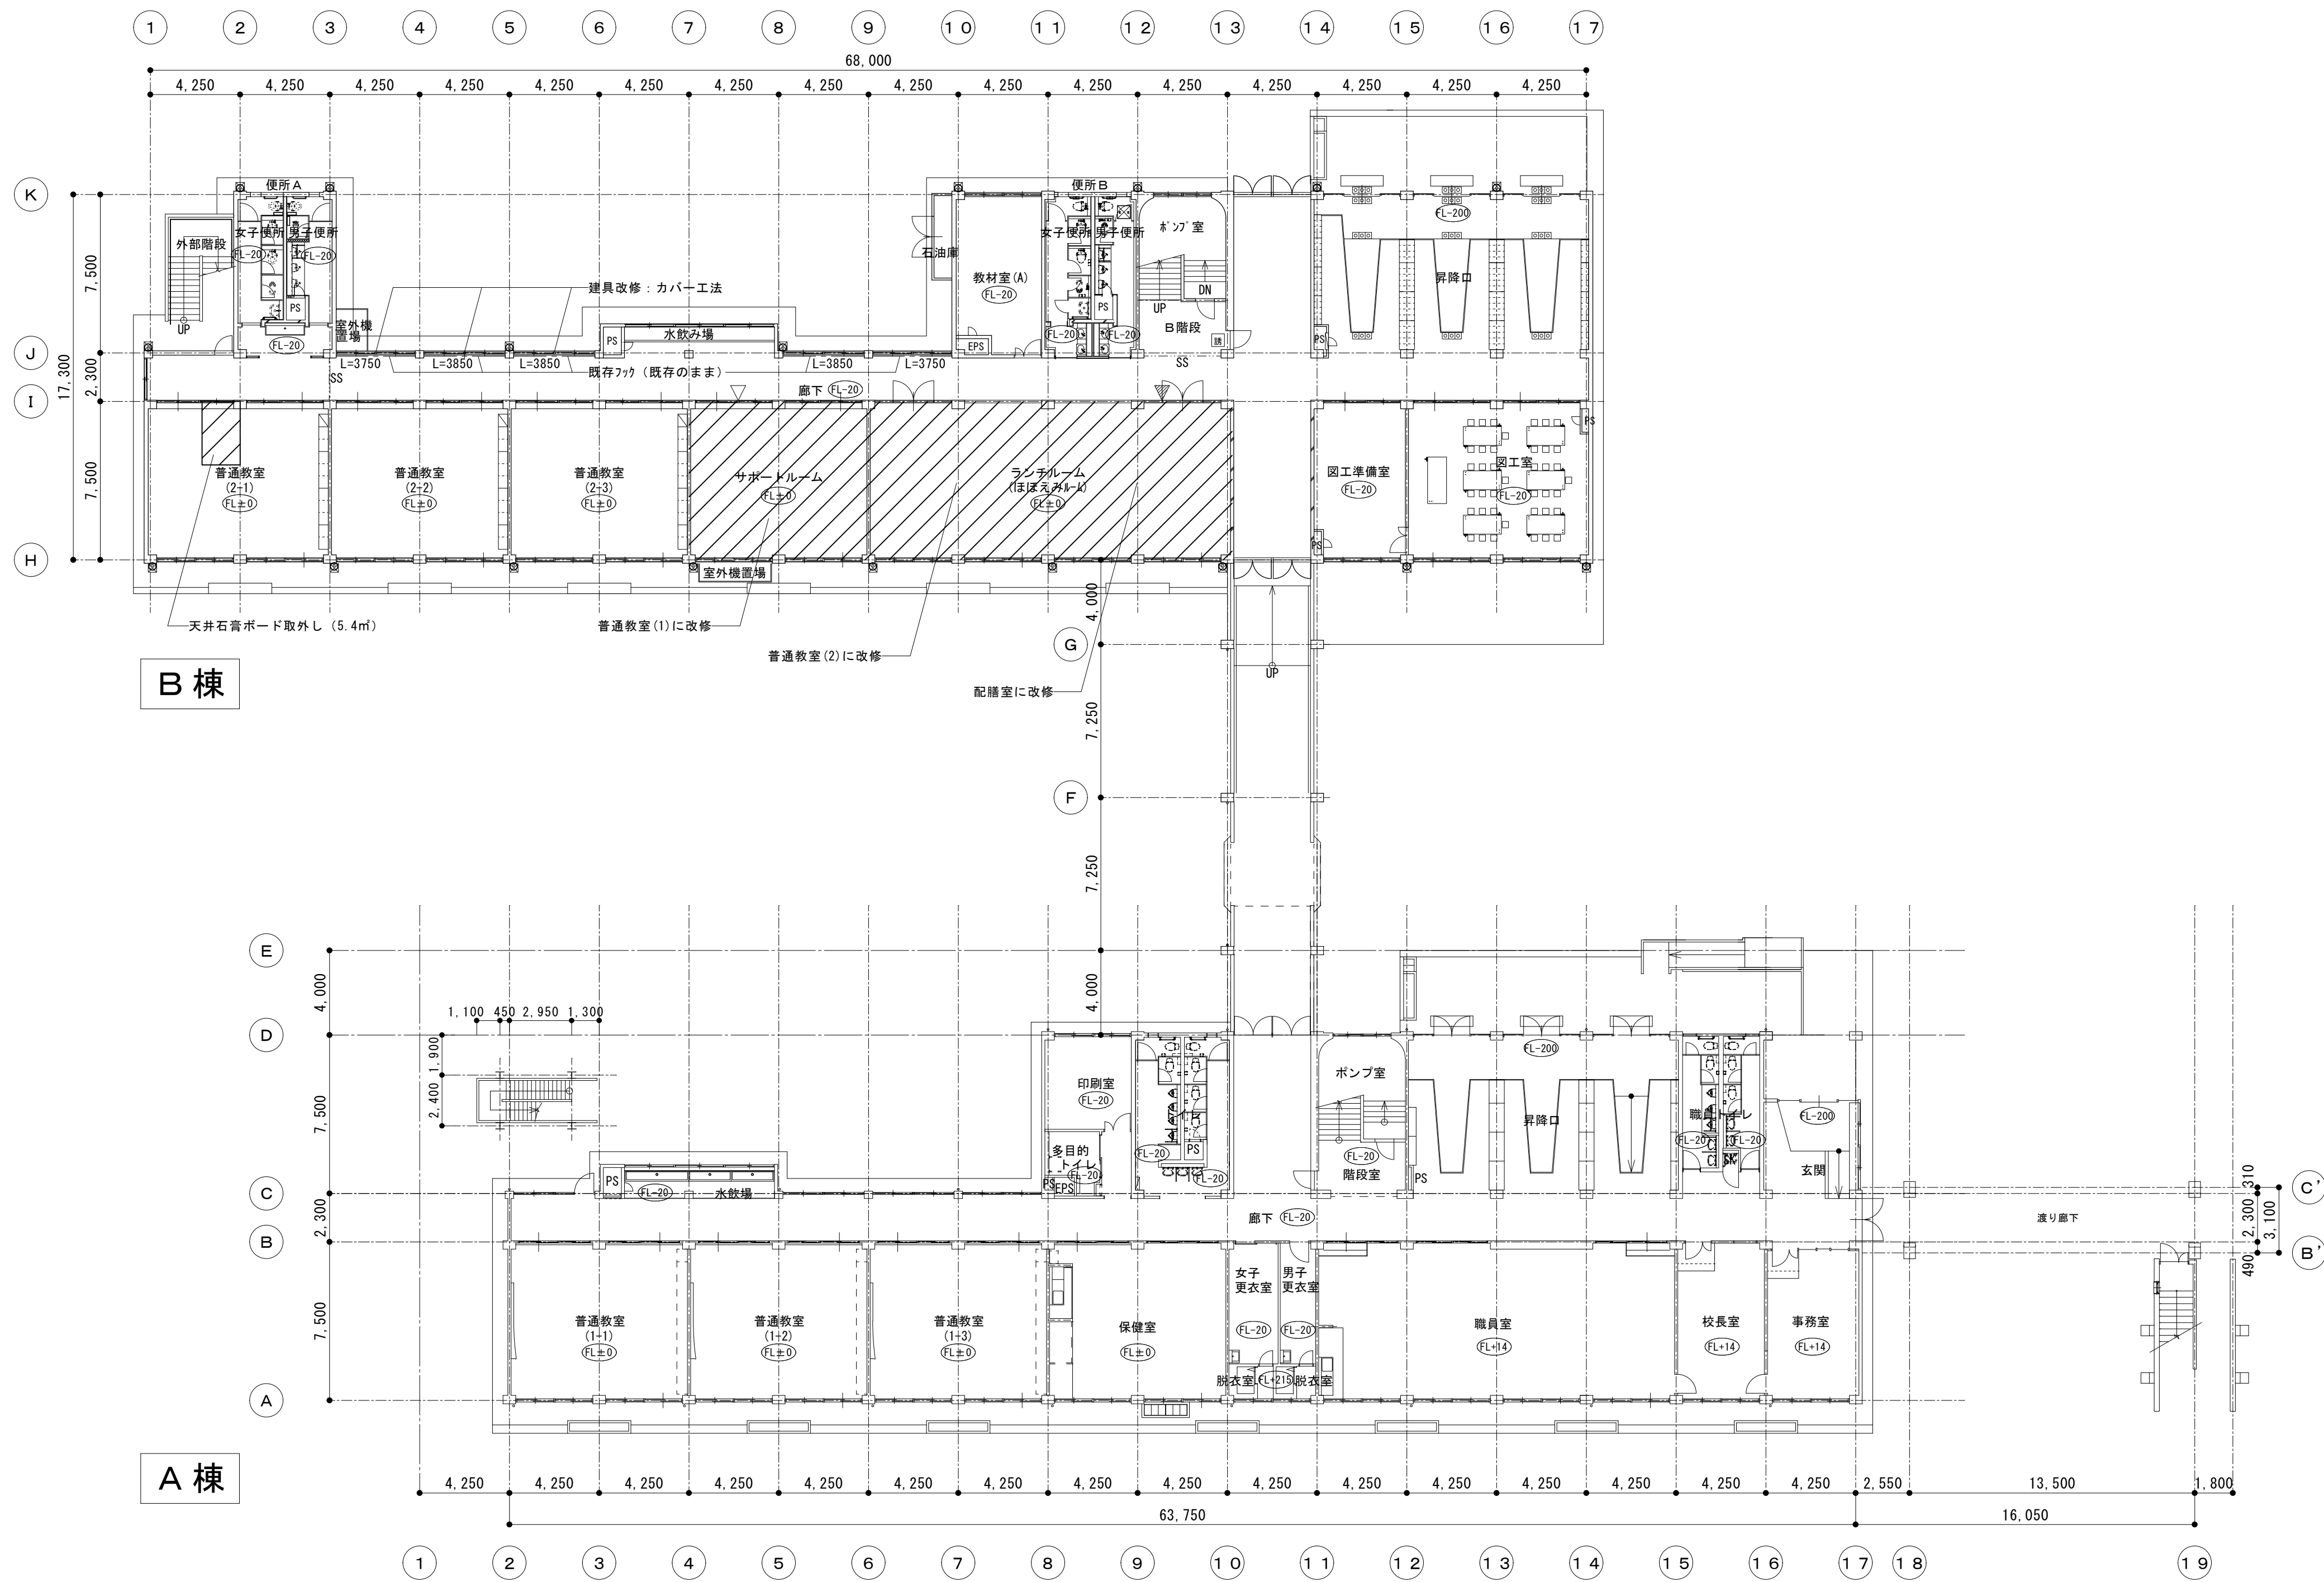 1 2 3 4 5 6 7 8 9 10 11 12 13 14 15 16 17
68,000
4,250 4,250 4,250 4,250 4,250 4,250 4,250 4,250 4,250 4,250 4,250 4,250 4,250 4,250 4,250 4,250
K
J
I
H
17,300
7,500
2,300
7,500
便所A
外部階段
女子便所 男子便所
FL-20 FL-20
PS
UP
FL-20
室外機
置場
建具改修：カバー工法
PS
水飲み場
L=3750 L=3850 L=3850 L=3850 L=3750
既存フック（既存のまま）
SS
廊下 FL-20
石油庫
教材室(A)
FL-20
EPS
便所B
女子便所 男子便所
PS
FL-20 FL-20
ポンプ室
DN
UP
B階段
SS
FL-200
昇降口
PS
普通教室
(2-1)
FL±0
普通教室
(2-2)
FL±0
普通教室
(2-3)
FL±0
サポートルーム
FL±0
ランチルーム
(ほほえみルーム)
FL±0
図工準備室
FL-20
PS
図工室
FL-20
PS
室外機置場
天井石膏ボード取外し（5.4㎡）
普通教室(1)に改修
普通教室(2)に改修
配膳室に改修
B棟
4,000
G
UP
7,250
F
7,250
4,000
E
D
C
B
A
4,000
7,500
2,300
7,500
1,100 450 2,950 1,300
1,900
2,400
PS
FL-20
水飲場
印刷室
FL-20
多目的
トイレ
FL-20
PS
EPS
トイレ
FL-20
PS
FL-20
ポンプ室
FL-20
階段室
PS
FL-200
昇降口
職員トイレ
FL-20 FL-20
SK
FL-200
玄関
廊下 FL-20
渡り廊下
310
2,300
3,100
490
C'
B'
普通教室
(1-1)
FL±0
普通教室
(1-2)
FL±0
普通教室
(1-3)
FL±0
保健室
FL±0
女子
更衣室
FL-20
男子
更衣室
FL-20
脱衣室 FL+215 脱衣室
職員室
FL+14
校長室
FL+14
事務室
FL+14
A棟
4,250 4,250 4,250 4,250 4,250 4,250 4,250 4,250 4,250 4,250 4,250 4,250 4,250 4,250 4,250 4,250 2,550 13,500 1,800
63,750 16,050
1 2 3 4 5 6 7 8 9 10 11 12 13 14 15 16 17 18 19